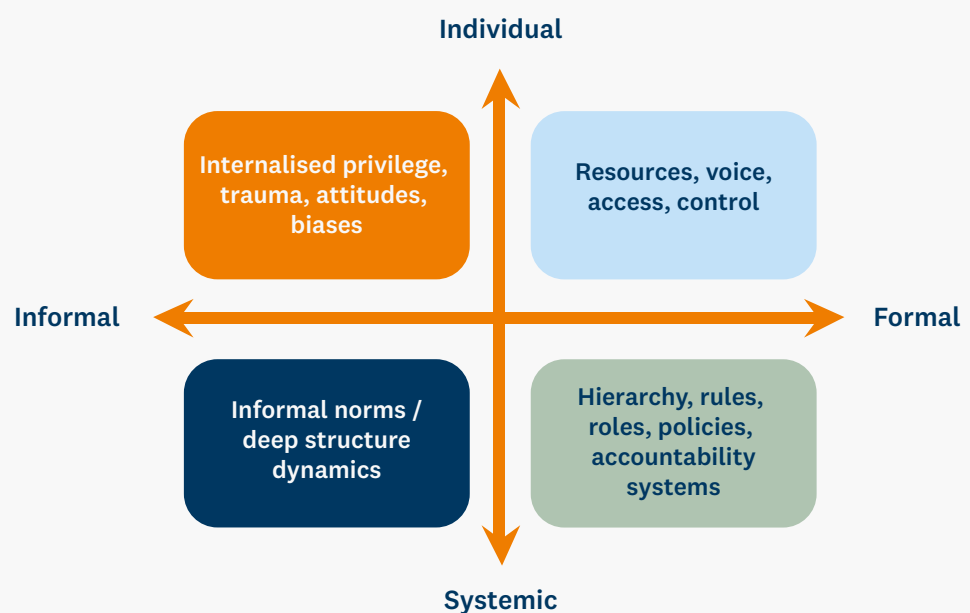 Individual
Internalised privilege,
trauma, attitudes,
biases
Resources, voice,
access, control
Informal
Formal
Informal norms /
deep structure
dynamics
Hierarchy, rules,
roles, policies,
accountability
systems
Systemic